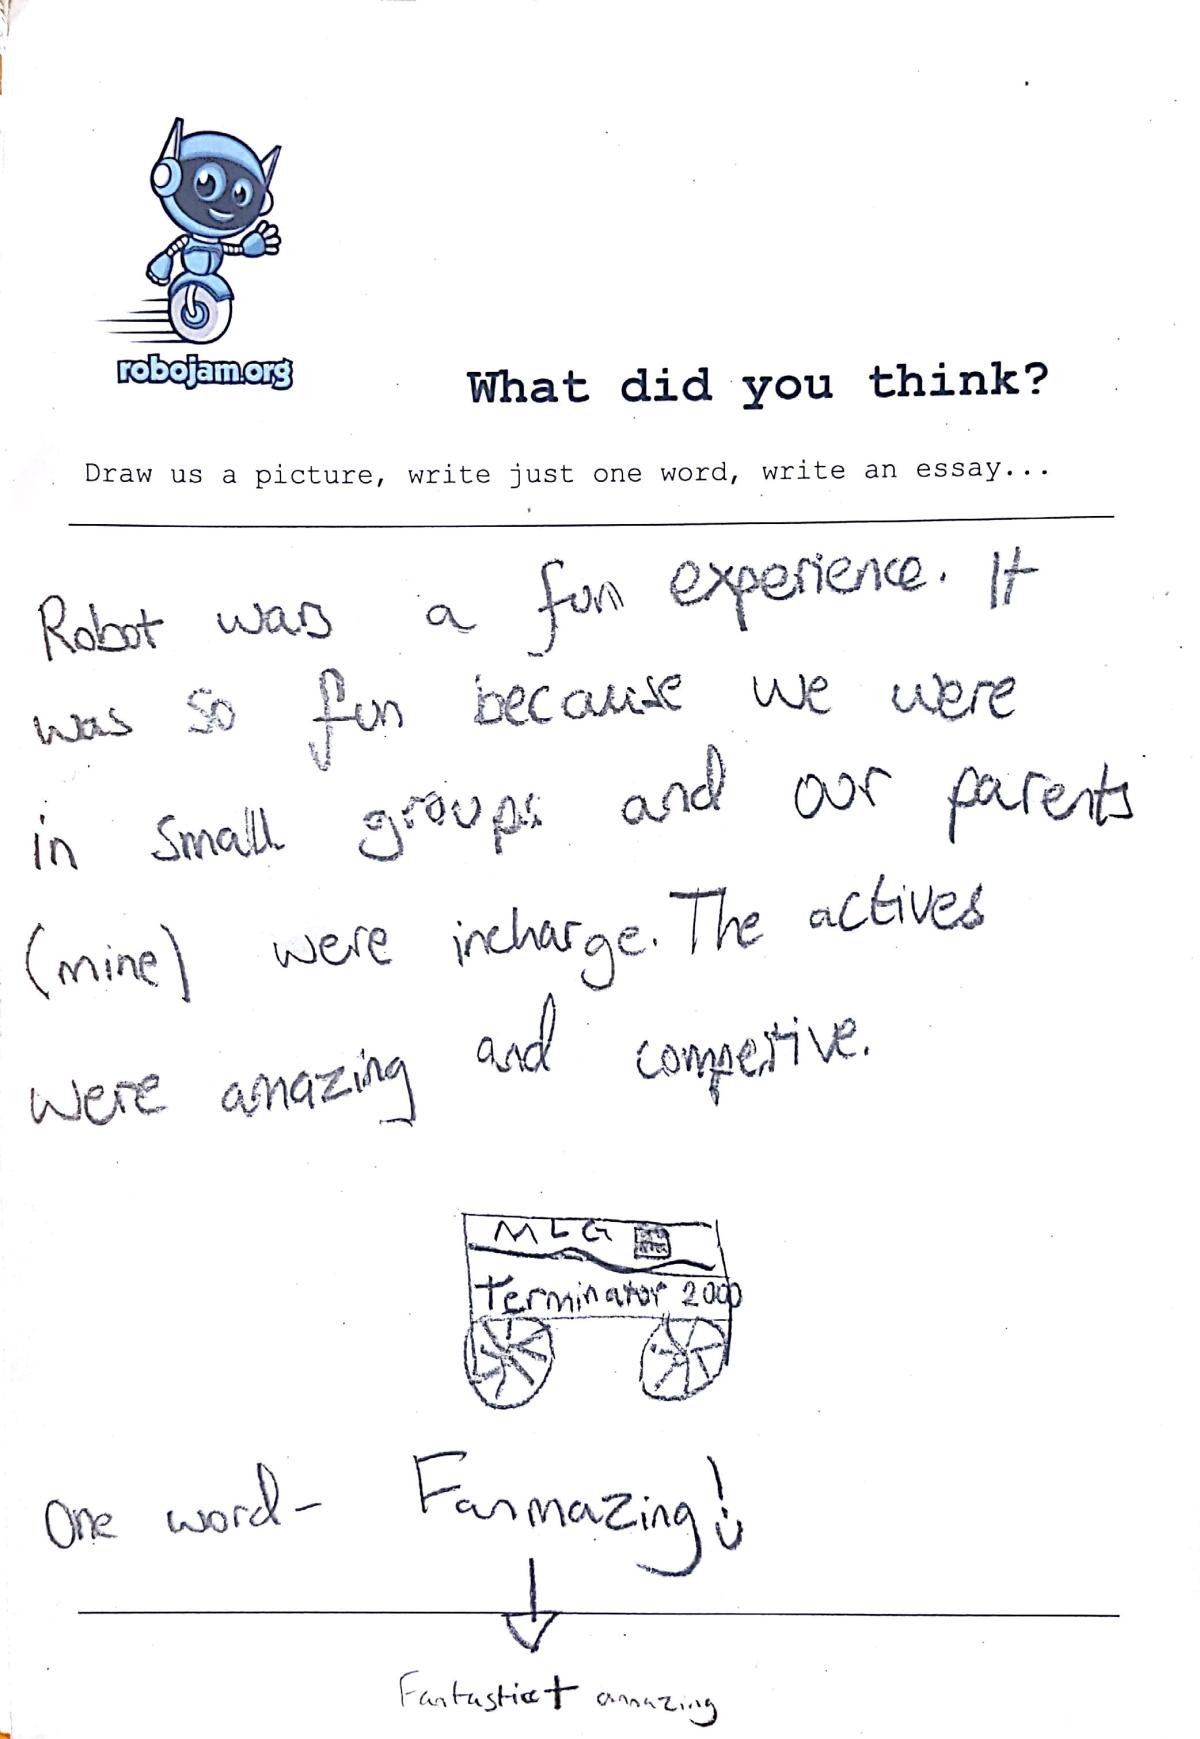 robojam.org
What did you think?
Draw us a picture, write just one word, write an essay...
Robot was a fun experience. It
was so fun because we were
in small groups and our parents
(mine) were incharge. The actives
were amazing and compeitive.
MLG
Terminator 2000
One word - Fanmazing!
Fantastic + amazing